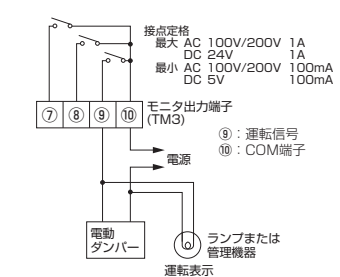 接点定格
最大 AC 100V/200V 1A
DC 24V 1A
最小 AC 100V/200V 100mA
DC 5V 100mA
⑦ ⑧ ⑨ ⑩
モニタ出力端子
(TM3)
⑨：運転信号
⑩：COM端子
電源
電動
ダンパー
ランプまたは
管理機器
運転表示